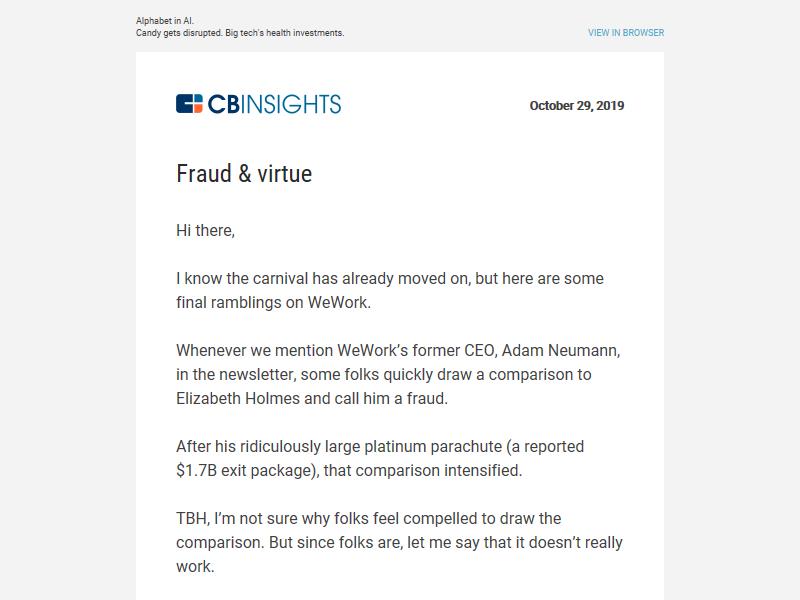 Alphabet in AI.
Candy gets disrupted. Big tech's health investments.
VIEW IN BROWSER
CBINSIGHTS
October 29, 2019
Fraud & virtue
Hi there,
I know the carnival has already moved on, but here are some
final ramblings on WeWork.
Whenever we mention WeWork’s former CEO, Adam Neumann,
in the newsletter, some folks quickly draw a comparison to
Elizabeth Holmes and call him a fraud.
After his ridiculously large platinum parachute (a reported
$1.7B exit package), that comparison intensified.
TBH, I’m not sure why folks feel compelled to draw the
comparison. But since folks are, let me say that it doesn’t really
work.